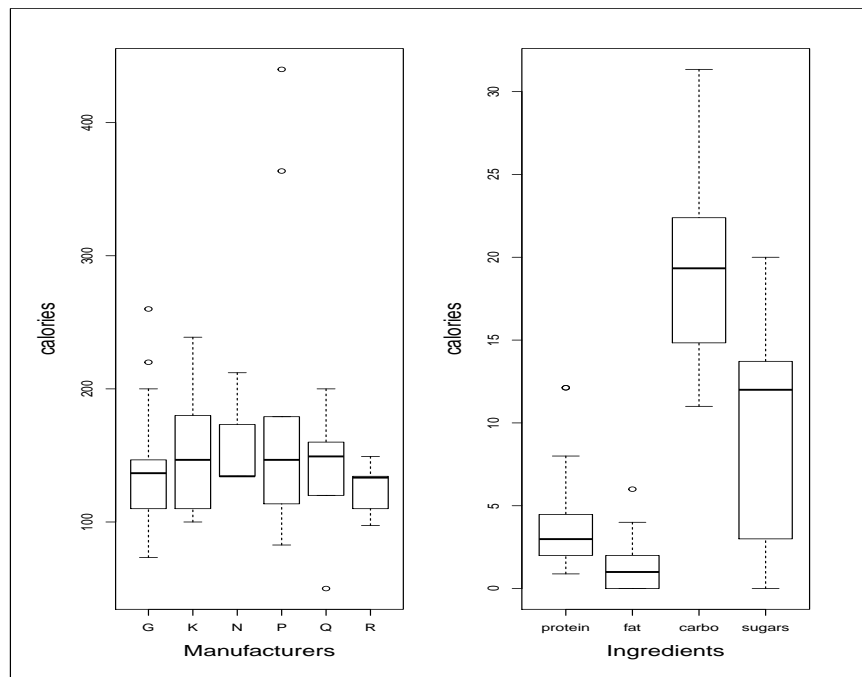 calories
400
300
200
100
G K N P Q R
Manufacturers
calories
30
25
20
15
10
5
0
protein fat carbo sugars
Ingredients